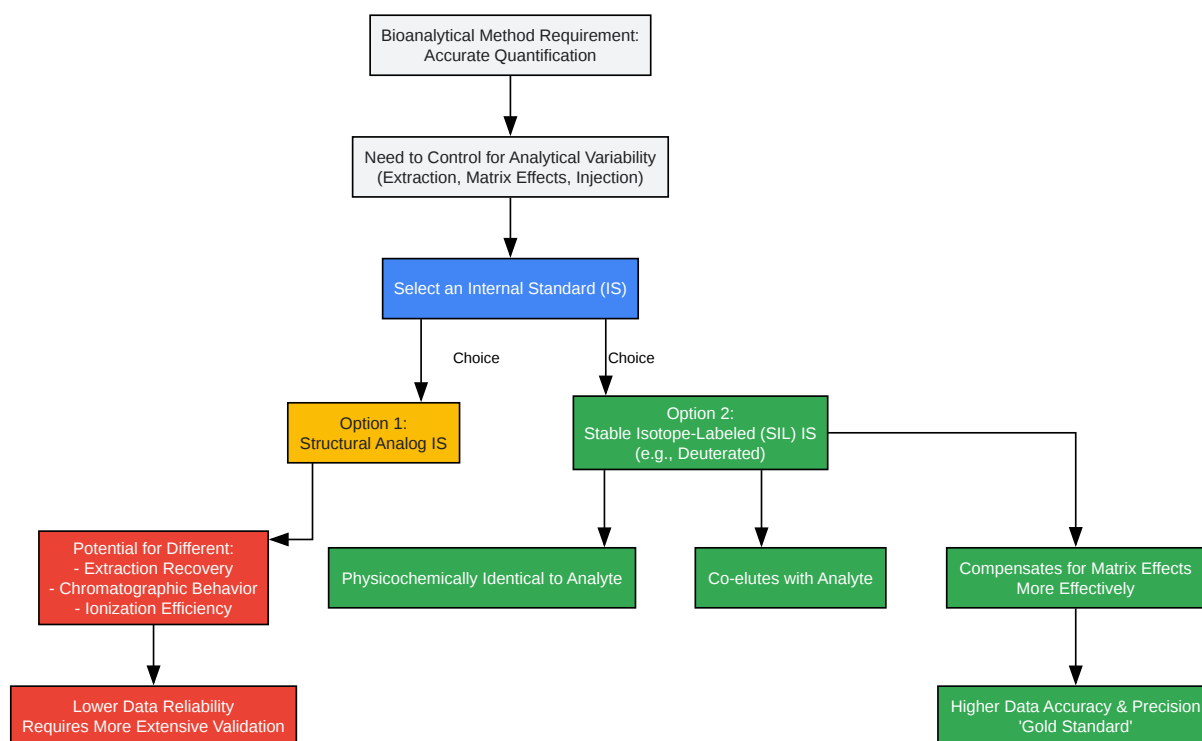 Bioanalytical Method Requirement:
Accurate Quantification
Need to Control for Analytical Variability
(Extraction, Matrix Effects, Injection)
Select an Internal Standard (IS)
Choice
Choice
Option 1:
Structural Analog IS
Option 2:
Stable Isotope-Labeled (SIL) IS
(e.g., Deuterated)
Potential for Different:
- Extraction Recovery
- Chromatographic Behavior
- Ionization Efficiency
Physicochemically Identical to Analyte
Co-elutes with Analyte
Compensates for Matrix Effects
More Effectively
Lower Data Reliability
Requires More Extensive Validation
Higher Data Accuracy & Precision
'Gold Standard'